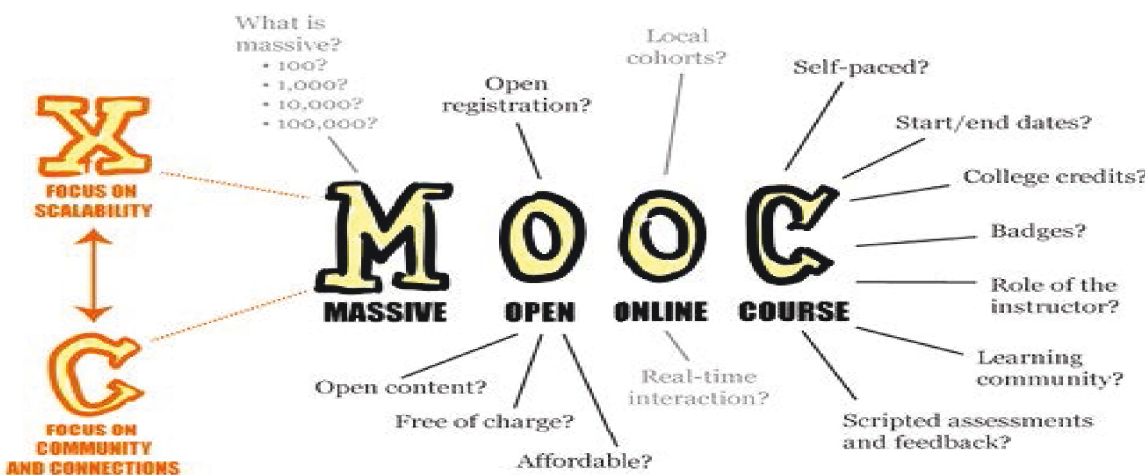 What is
massive?
• 100?
• 1,000?
• 10,000?
• 100,000?
Open
registration?
Local
cohorts?
Self-paced?
Start/end dates?
College credits?
Badges?
Role of the
instructor?
Learning
community?
Scripted assessments
and feedback?
X
FOCUS ON
SCALABILITY
C
FOCUS ON
COMMUNITY
AND CONNECTIONS
MOOC
MASSIVE OPEN ONLINE COURSE
Open content?
Free of charge?
Affordable?
Real-time
interaction?